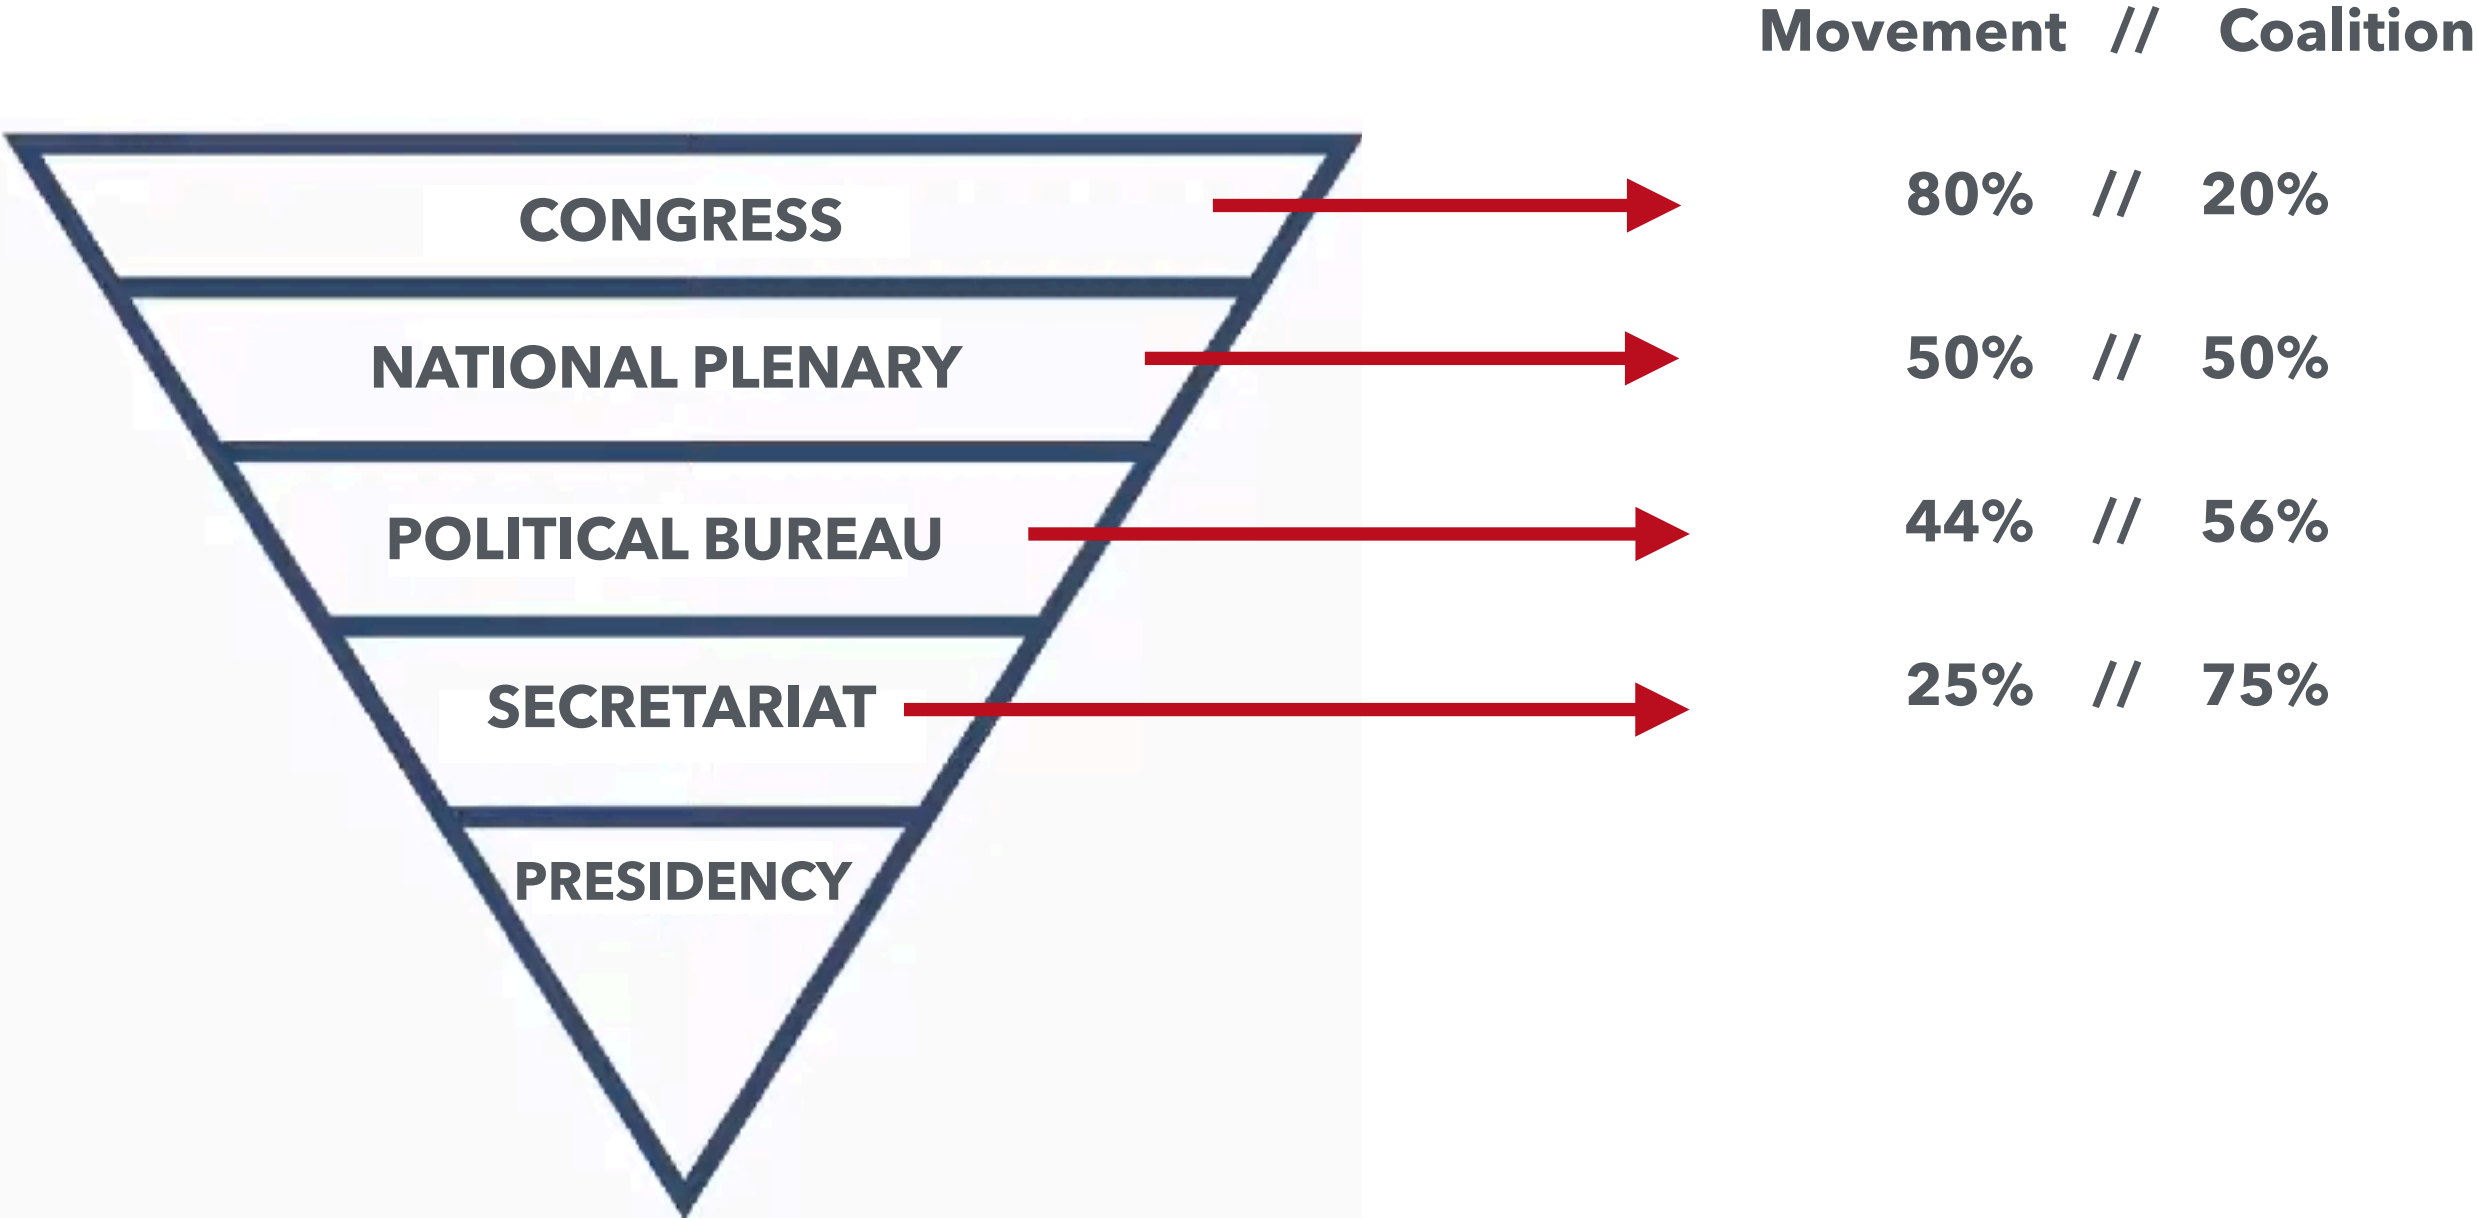 Movement // Coalition
CONGRESS 80% // 20%
NATIONAL PLENARY 50% // 50%
POLITICAL BUREAU 44% // 56%
SECRETARIAT 25% // 75%
PRESIDENCY